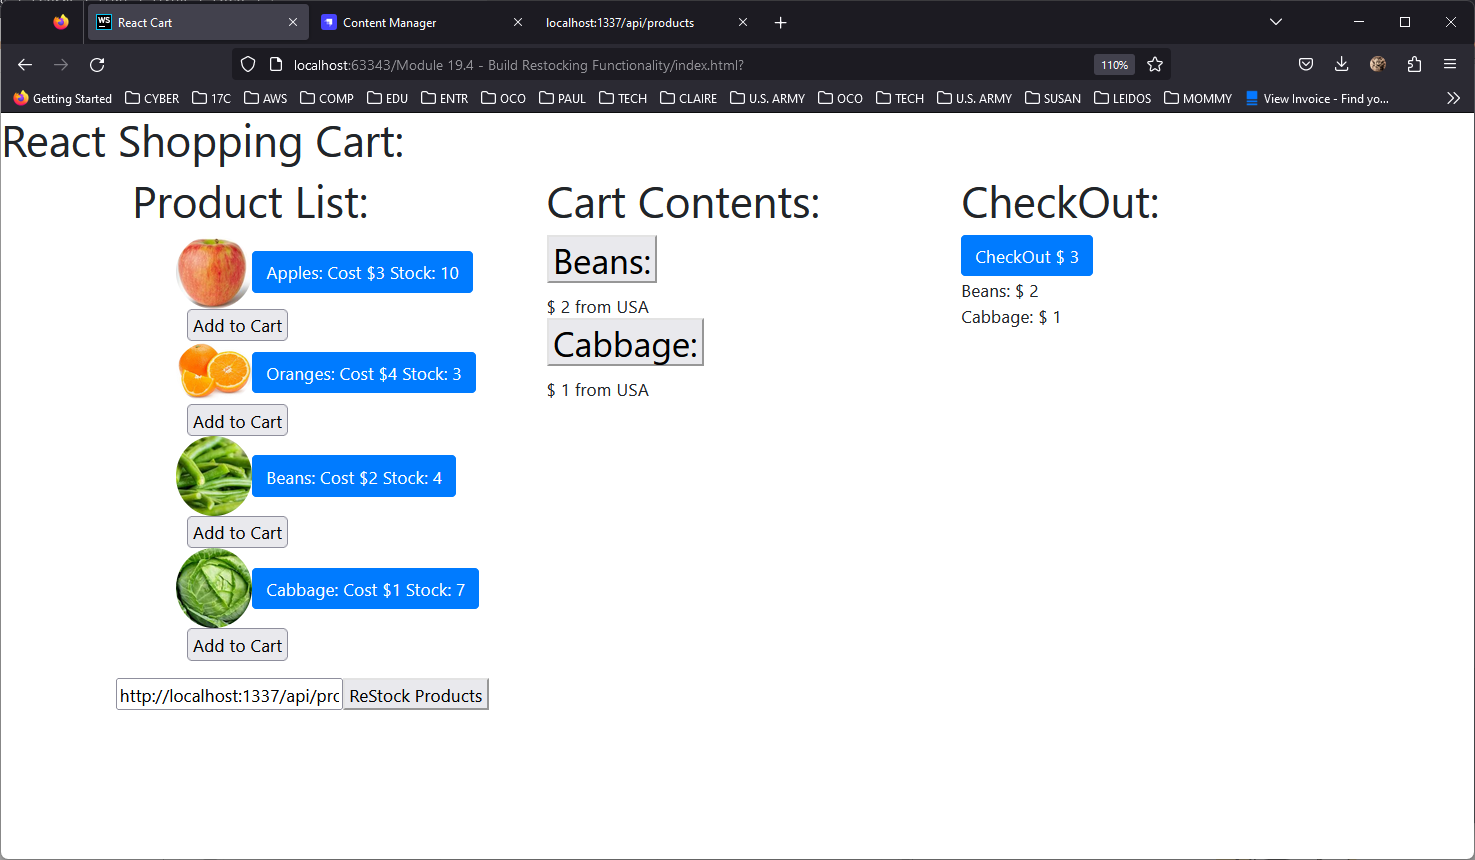 React Cart
Content Manager
localhost:1337/api/products
localhost:63343/Module 19.4 - Build Restocking Functionality/index.html?
110%
Getting Started CYBER 17C AWS COMP EDU ENTR OCO PAUL TECH CLAIRE U.S. ARMY OCO TECH U.S. ARMY SUSAN LEIDOS MOMMY View Invoice - Find yo...
React Shopping Cart:
Product List:
Apples: Cost $3 Stock: 10
Add to Cart
Oranges: Cost $4 Stock: 3
Add to Cart
Beans: Cost $2 Stock: 4
Add to Cart
Cabbage: Cost $1 Stock: 7
Add to Cart
http://localhost:1337/api/pro
ReStock Products
Cart Contents:
Beans:
$ 2 from USA
Cabbage:
$ 1 from USA
CheckOut:
CheckOut $ 3
Beans: $ 2
Cabbage: $ 1